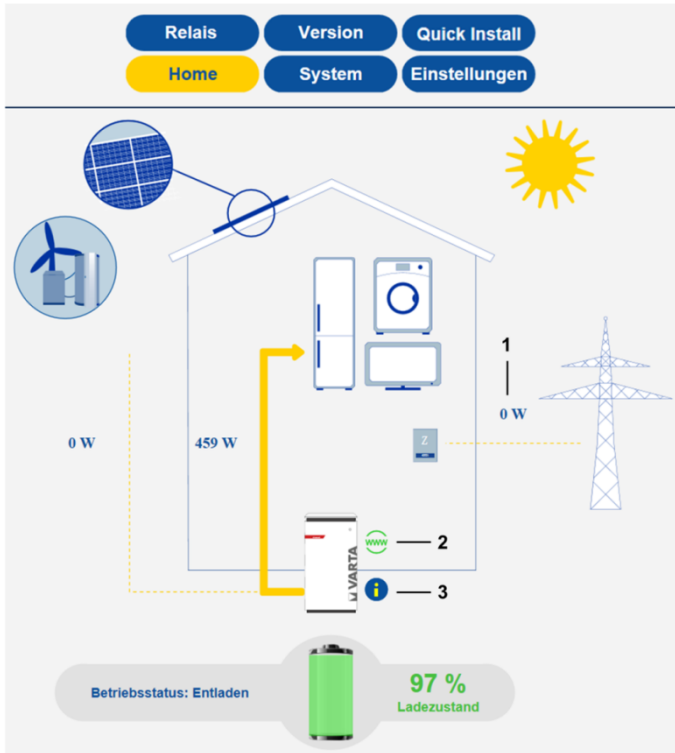 Relais
Version
Quick Install
Home
System
Einstellungen
1
0 W
0 W
459 W
Z
www
2
VARTA
i
3
Betriebsstatus: Entladen
97 %
Ladezustand